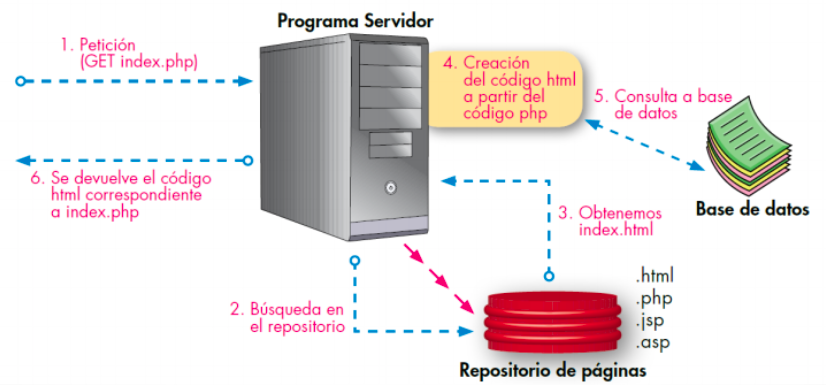 Programa Servidor
1. Petición
(GET index.php)
4. Creación
del código html
a partir del
código php
5. Consulta a base
de datos
Base de datos
6. Se devuelve el código
html correspondiente
a index.php
3. Obtenemos
index.html
2. Búsqueda en
el repositorio
.html
.php
.jsp
.asp
Repositorio de páginas